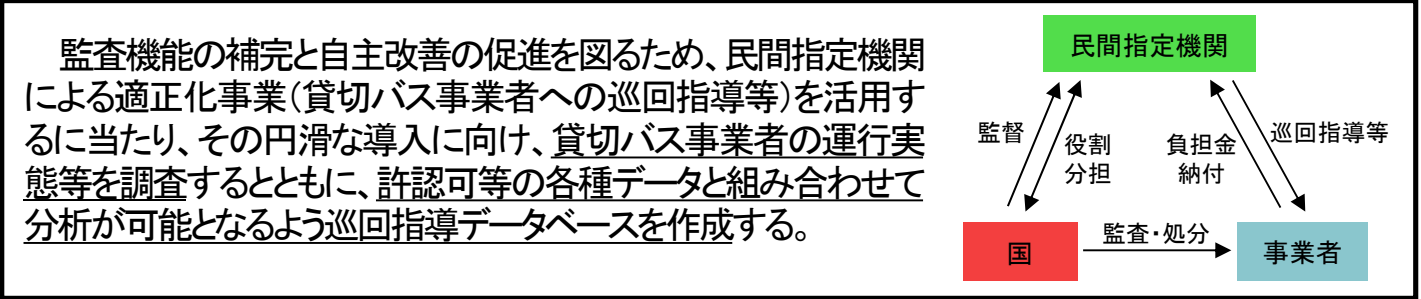 監査機能の補完と自主改善の促進を図るため、民間指定機関
による適正化事業(貸切バス事業者への巡回指導等)を活用す
るに当たり、その円滑な導入に向け、貸切バス事業者の運行実
態等を調査するとともに、許認可等の各種データと組み合わせて
分析が可能となるよう巡回指導データベースを作成する。
民間指定機関
監督
役割
分担
負担金
納付
巡回指導等
国
監査・処分
事業者